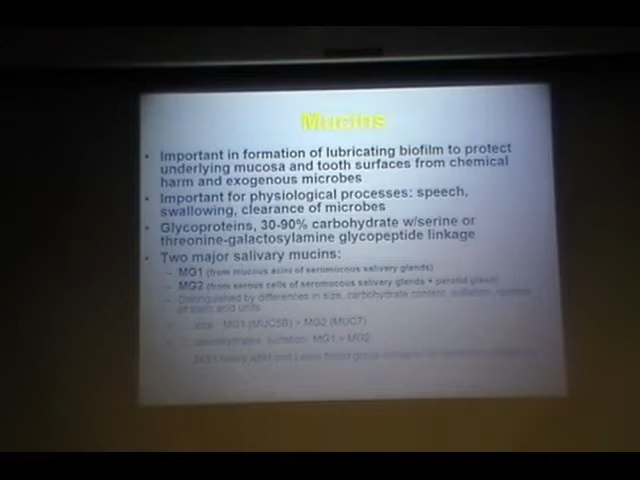 Mucins
• Important in formation of lubricating biofilm to protect
underlying mucosa and tooth surfaces from chemical
harm and exogenous microbes
• Important for physiological processes: speech,
swallowing, clearance of microbes
• Glycoproteins, 30-90% carbohydrate w/serine or
threonine-galactosylamine glycopeptide linkage
• Two major salivary mucins:
– MG1 (from mucous acini of seromucous salivary glands)
– MG2 (from serous cells of seromucous salivary glands + parotid gland)
– Distinguished by differences in size, carbohydrate content, sulfation,
of sialic acid units
size MG1 (MUC5B) > MG2 (MUC7)
sulfation- MG1 > MG2
MG1 heavy ABH and Lewis blood group